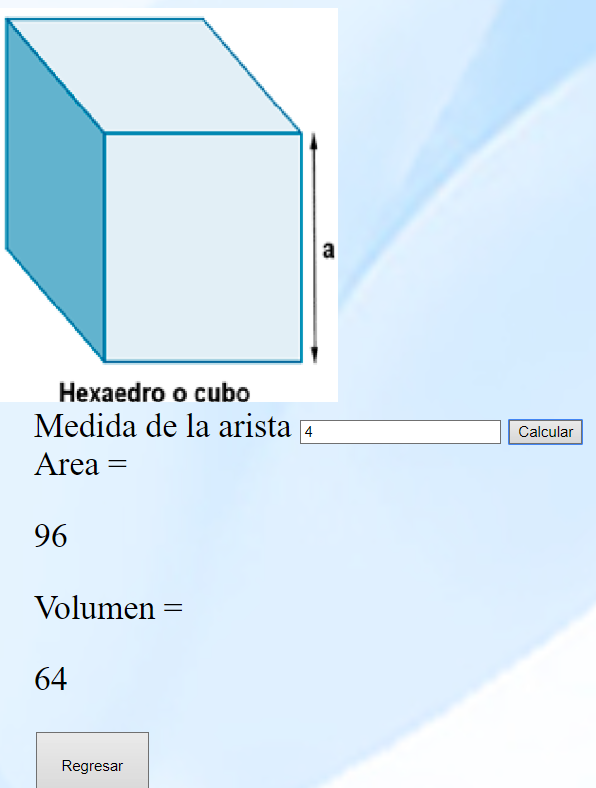 a
Hexaedro o cubo
Medida de la arista 4 Calcular
Area =
96
Volumen =
64
Regresar